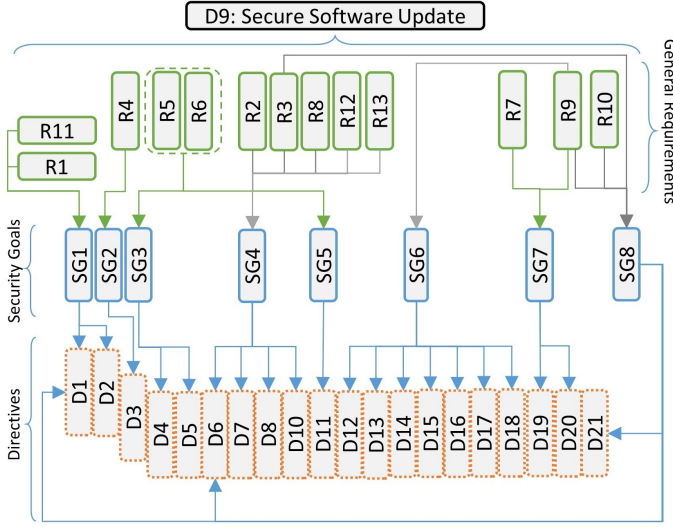 D9: Secure Software Update
General Requirements
R4
R5
R6
R2
R3
R8
R12
R13
R7
R9
R10
R11
R1
Security Goals
SG1
SG2
SG3
SG4
SG5
SG6
SG7
SG8
Directives
D1
D2
D3
D4
D5
D6
D7
D8
D10
D11
D12
D13
D14
D15
D16
D17
D18
D19
D20
D21